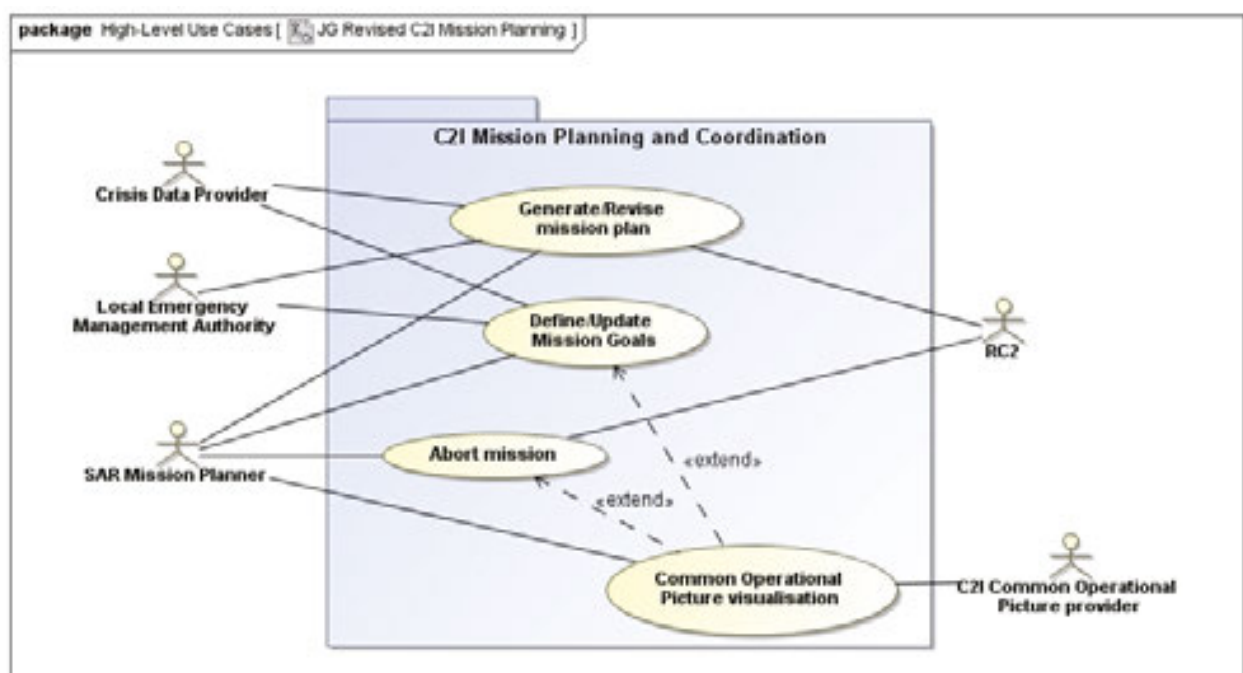 package High-Level Use Cases [ JG Revised C2I Mission Planning ]
C2I Mission Planning and Coordination
Crisis Data Provider
Generate/Revise
mission plan
Local Emergency
Management Authority
Define/Update
Mission Goals
RC2
Abort mission
SAR Mission Planner
«extend»
«extend»
Common Operational
Picture visualisation
C2I Common Operational
Picture provider